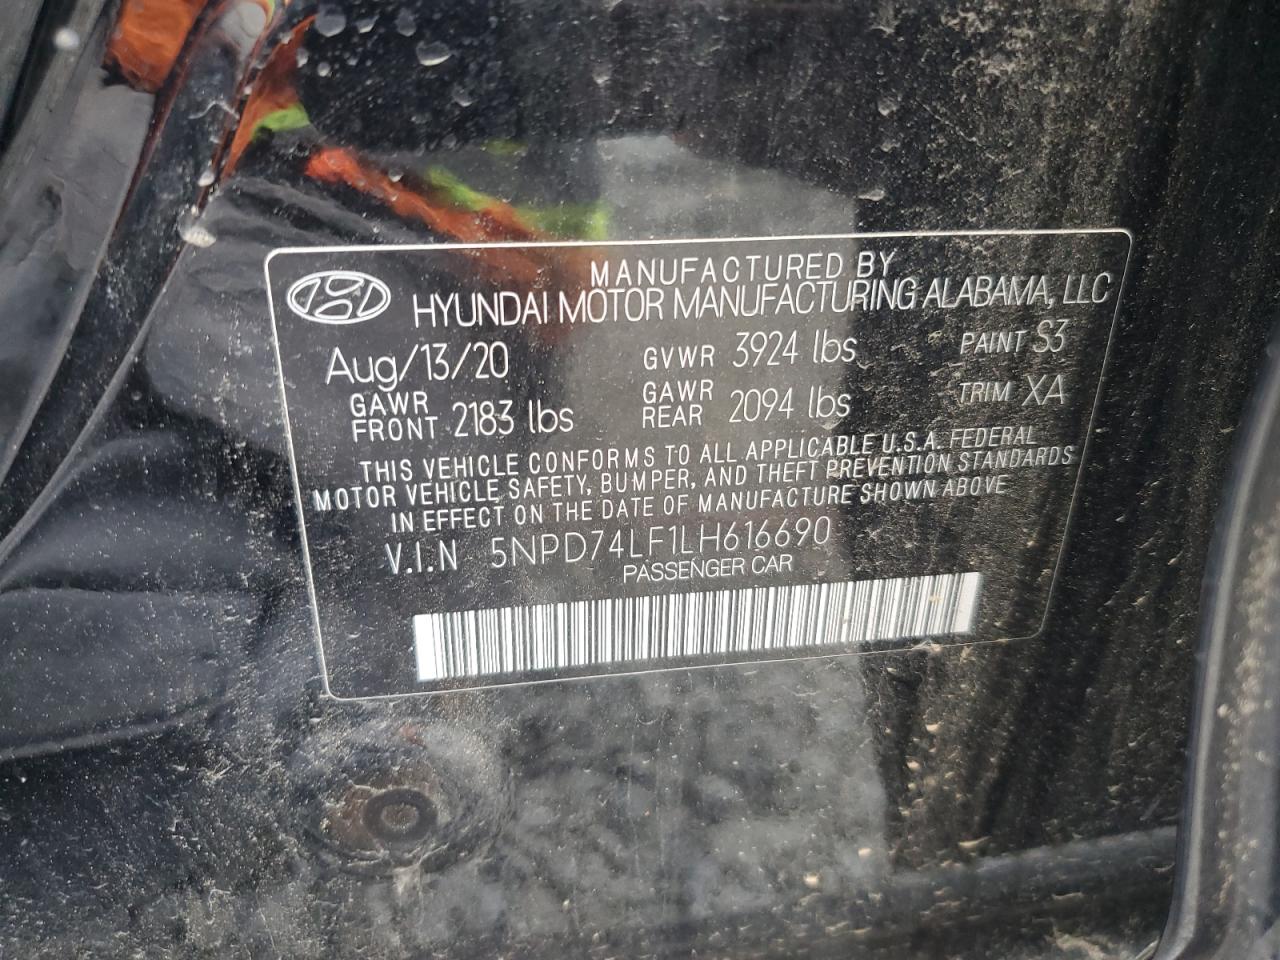 MANUFACTURED BY
HYUNDAI MOTOR MANUFACTURING ALABAMA, LLC
Aug/13/20 GVWR 3924 lbs PAINT S3
GAWR FRONT 2183 lbs GAWR REAR 2094 lbs TRIM XA
THIS VEHICLE CONFORMS TO ALL APPLICABLE U.S.A. FEDERAL
MOTOR VEHICLE SAFETY, BUMPER, AND THEFT PREVENTION STANDARDS
IN EFFECT ON THE DATE OF MANUFACTURE SHOWN ABOVE
V.I.N 5NPD74LF1LH616690
PASSENGER CAR